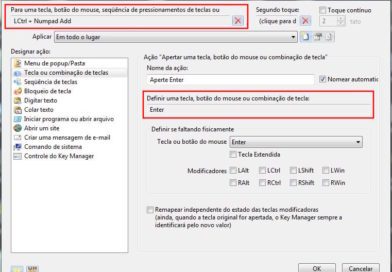 Para uma tecla, botão do mouse, seqüência de pressionamentos de teclas ou
Segundo toque:
Toque contínuo
LCtrl + Numpad Add
(clique para d
2
tato
Aplicar
Em todo o lugar
Designar ação:
Menu de popup/Pasta
Tecla ou combinação de teclas
Seqüência de teclas
Bloqueio de tecla
Digitar texto
Colar texto
Iniciar programa ou abrir arquivo
Abrir um site
Criar uma mensagem de e-mail
Comando de sistema
Controle do Key Manager
Ação "Apertar uma tecla, botão do mouse ou combinação de tecla"
Nome da ação:
Aperte Enter
Nomear automatic
Definir uma tecla, botão do mouse ou combinação de tecla:
Enter
Definir se faltando fisicamente
Tecla ou botão do mouse
Enter
Tecla Extendida
Modificadores
LAlt
LCtrl
LShift
LWin
RAlt
RCtrl
RShift
RWin
Remapear independente do estado das teclas modificadoras
(ainda, quando a tecla original for apertada, o Key Manager sempre a
identificará pelo novo valor)
OK
Cancelar